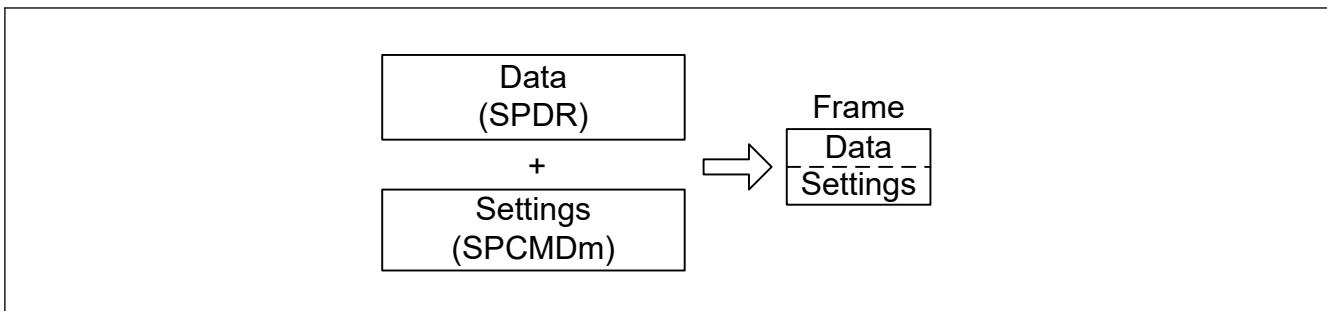 Data
(SPDR)
+
Settings
(SPCMDm)
Frame
Data
Settings